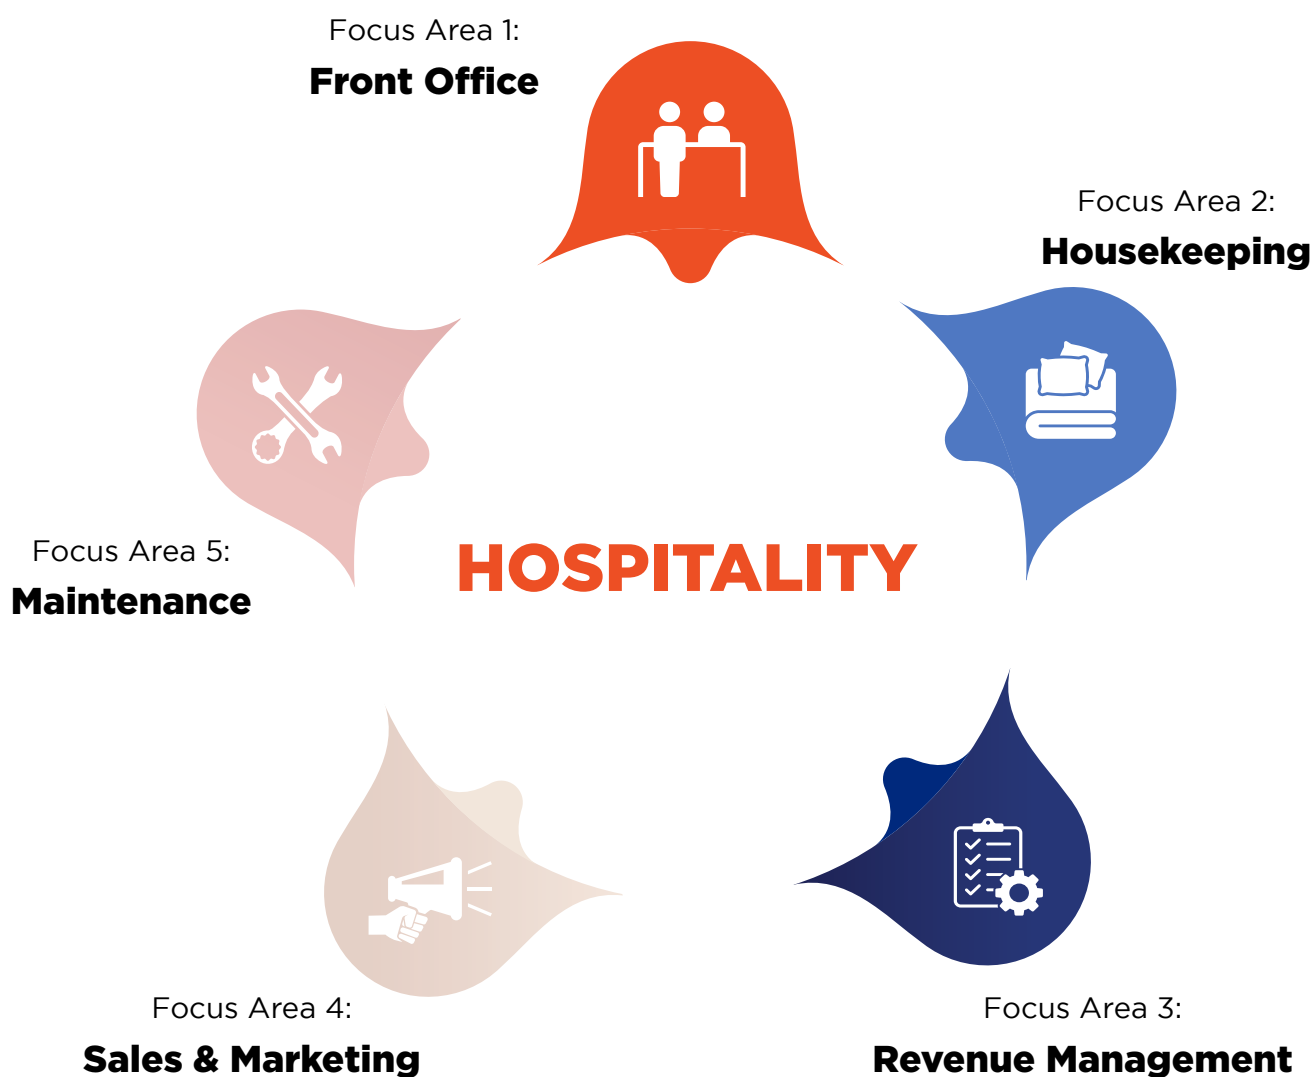 Focus Area 1:
Front Office
Focus Area 2:
Housekeeping
HOSPITALITY
Focus Area 5:
Maintenance
Focus Area 4:
Sales & Marketing
Focus Area 3:
Revenue Management